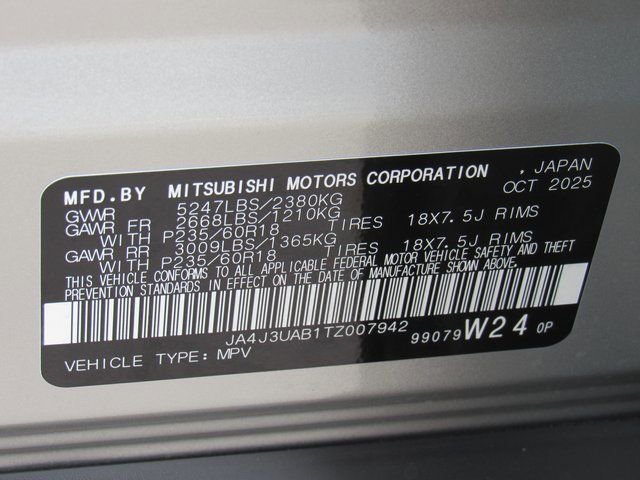 MFD.BY MITSUBISHI MOTORS CORPORATION , JAPAN
GVWR 5247LBS/2380KG OCT 2025
GAWR FR 2668LBS/1210KG
WITH P235/60R18 TIRES 18X7.5J RIMS
GAWR RR 3009LBS/1365KG
WITH P235/60R18 TIRES 18X7.5J RIMS
THIS VEHICLE CONFORMS TO ALL APPLICABLE FEDERAL MOTOR VEHICLE SAFETY AND THEFT
PREVENTION STANDARDS IN EFFECT ON THE DATE OF MANUFACTURE SHOWN ABOVE.
JA4J3UAB1TZ007942
VEHICLE TYPE: MPV 99079 W24 0P